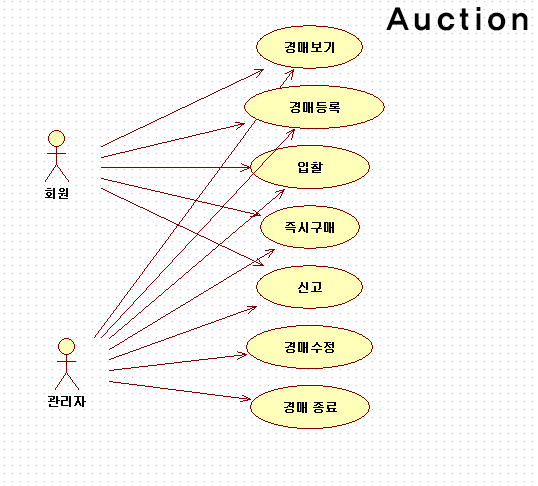 Auction
경매보기
경매등록
입찰
회원
즉시구매
신고
경매수정
관리자
경매 종료